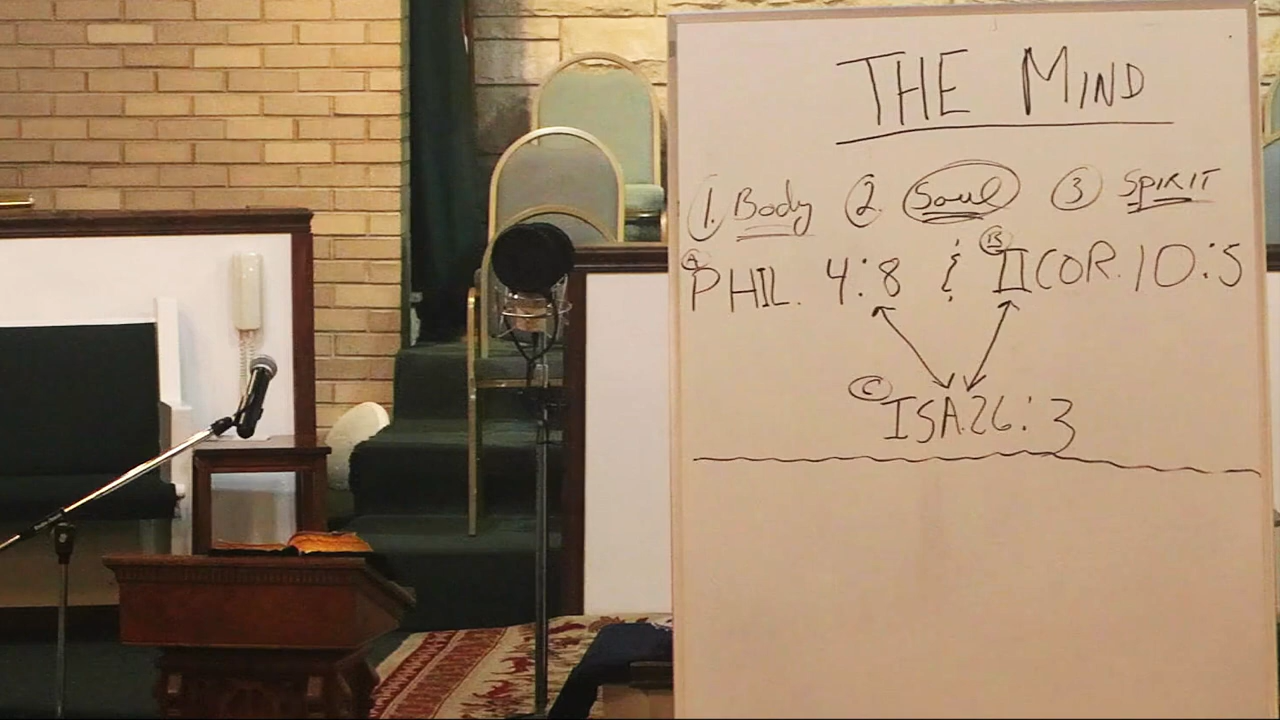 THE MIND
1. Body 2. Soul 3 SPIRIT
A PHIL. 4:8 & B II COR. 10:5
C ISA. 26:3